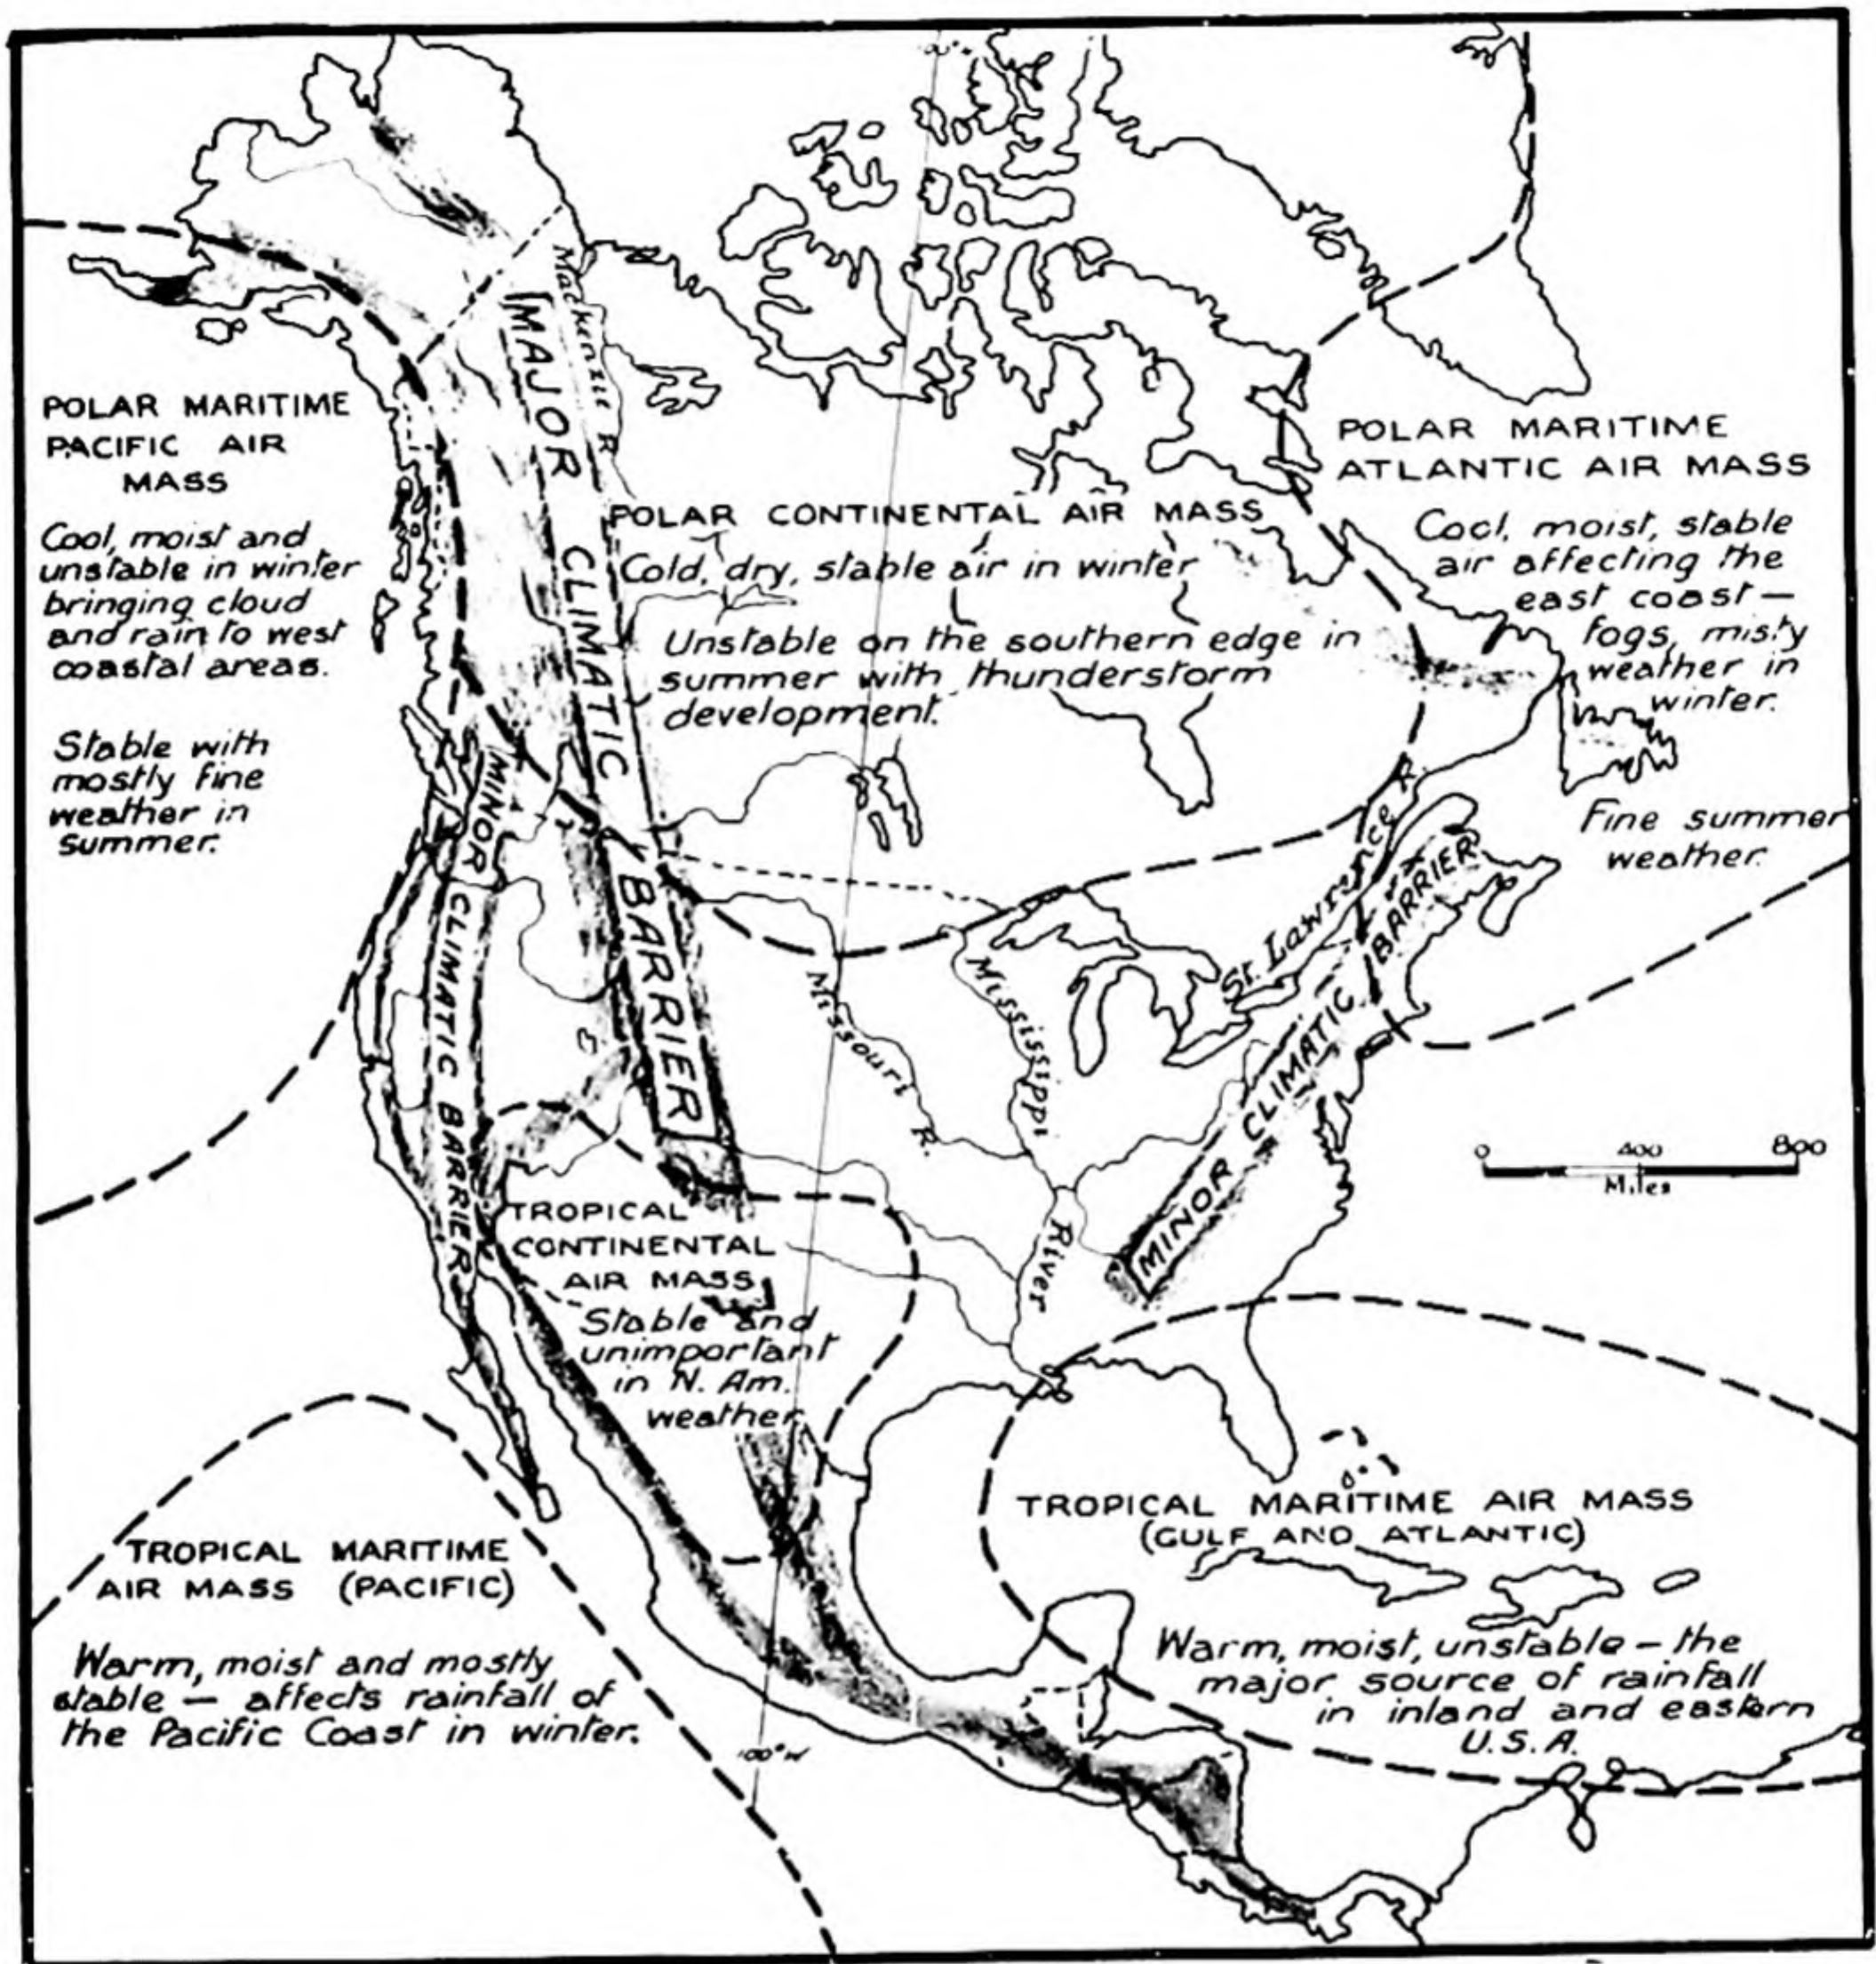 POLAR MARITIME
PACIFIC AIR
MASS
Cool, moist and
unstable in winter
bringing cloud
and rain to west
coastal areas.
Stable with
mostly fine
weather in
summer.
Mackenzie R
MAJOR CLIMATIC BARRIER
POLAR CONTINENTAL AIR MASS
Cold, dry, stable air in winter
Unstable on the southern edge in
summer with thunderstorm
development.
POLAR MARITIME
ATLANTIC AIR MASS
Cool, moist, stable
air affecting the
east coast —
fogs, misty
weather in
winter.
Fine summer
weather.
MINOR CLIMATIC BARRIER
Missouri R.
Mississippi
River
St. Lawrence R.
MINOR CLIMATIC BARRIER
0 400 800
Miles
TROPICAL
CONTINENTAL
AIR MASS
Stable and
unimportant
in N. Am.
weather.
TROPICAL MARITIME
AIR MASS (PACIFIC)
Warm, moist and mostly
stable — affects rainfall of
the Pacific Coast in winter.
TROPICAL MARITIME AIR MASS
(GULF AND ATLANTIC)
Warm, moist, unstable — the
major source of rainfall
in inland and eastern
U.S.A.
100° W